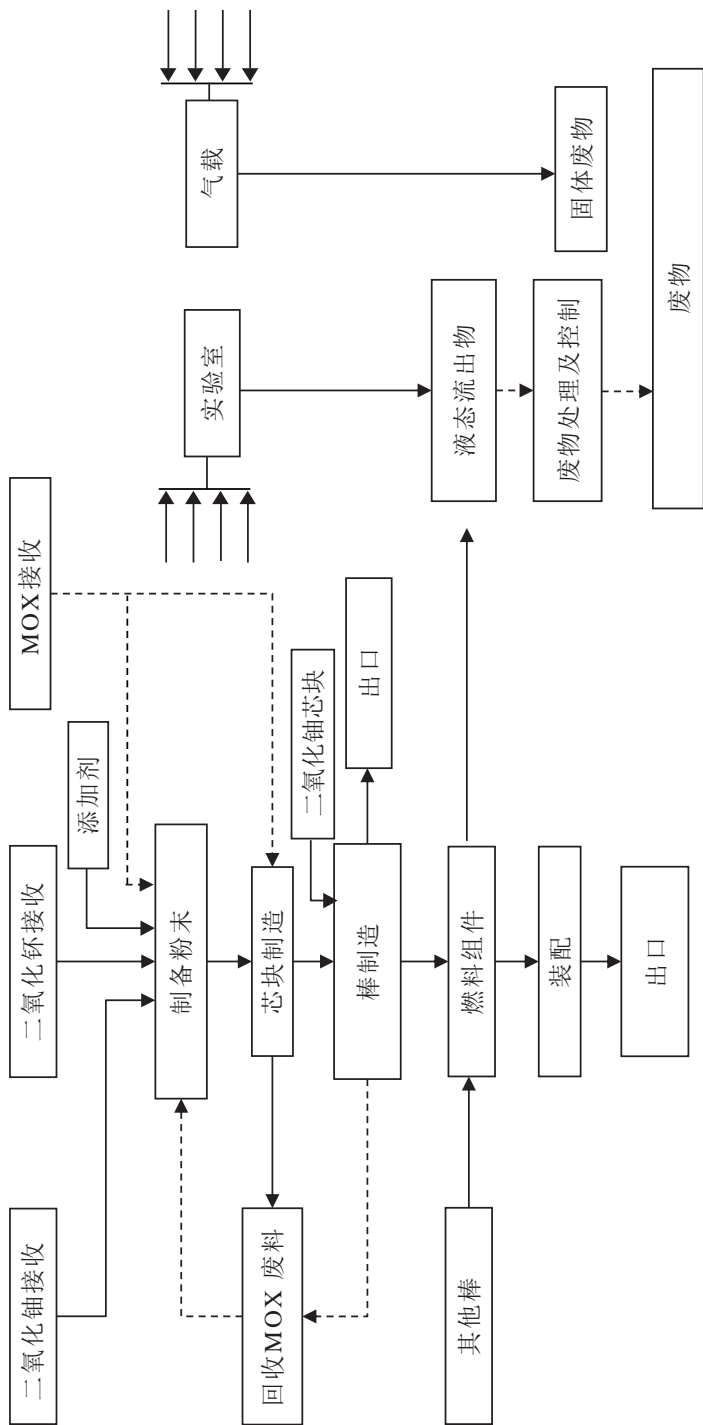 二氧化铀接收
二氧化钚接收
MOX接收
添加剂
制备粉末
实验室
气载
回收MOX 废料
芯块制造
二氧化铀芯块
棒制造
出口
其他棒
燃料组件
液态流出物
装配
废物处理及控制
固体废物
出口
废物